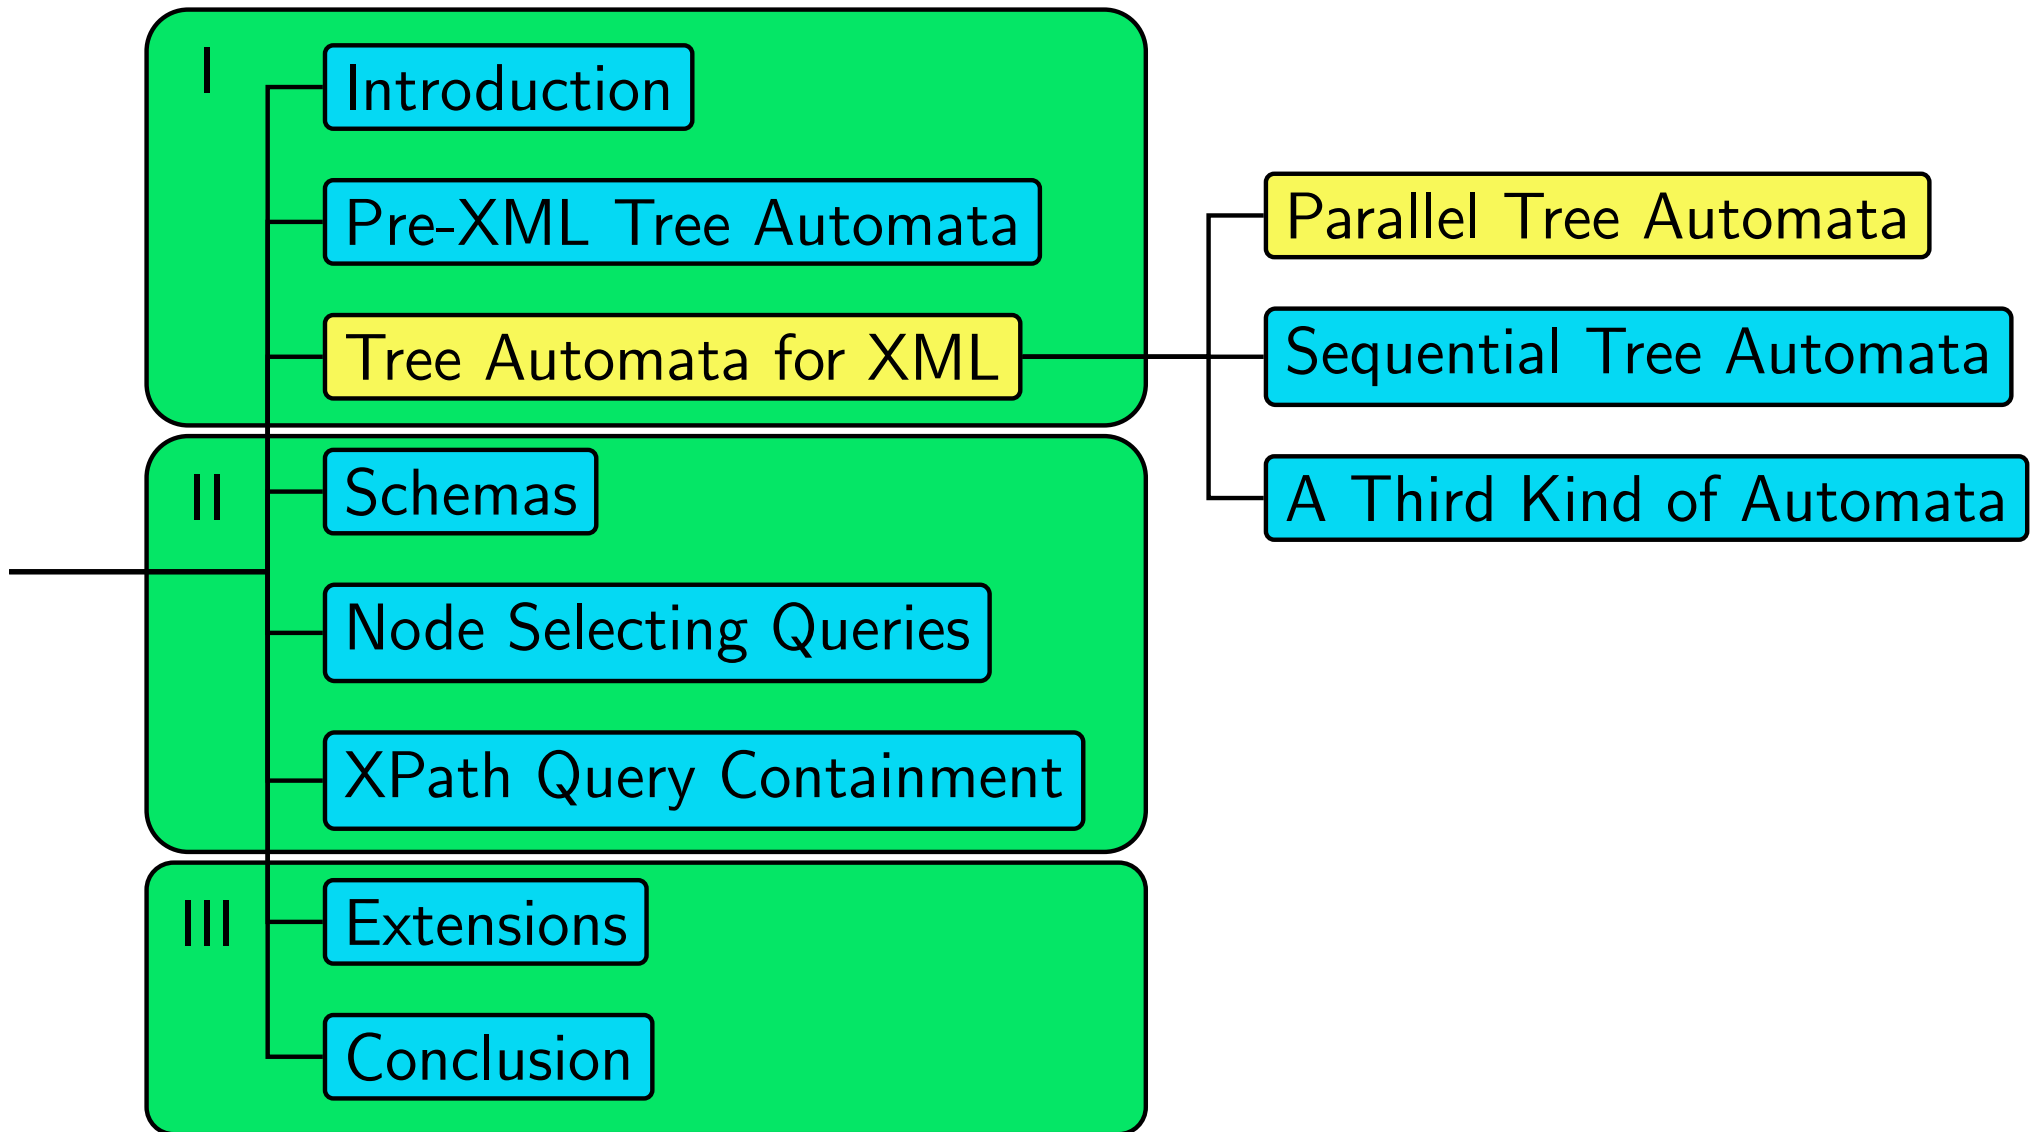 I
Introduction
Pre-XML Tree Automata
Tree Automata for XML
Parallel Tree Automata
Sequential Tree Automata
A Third Kind of Automata
II
Schemas
Node Selecting Queries
XPath Query Containment
III
Extensions
Conclusion